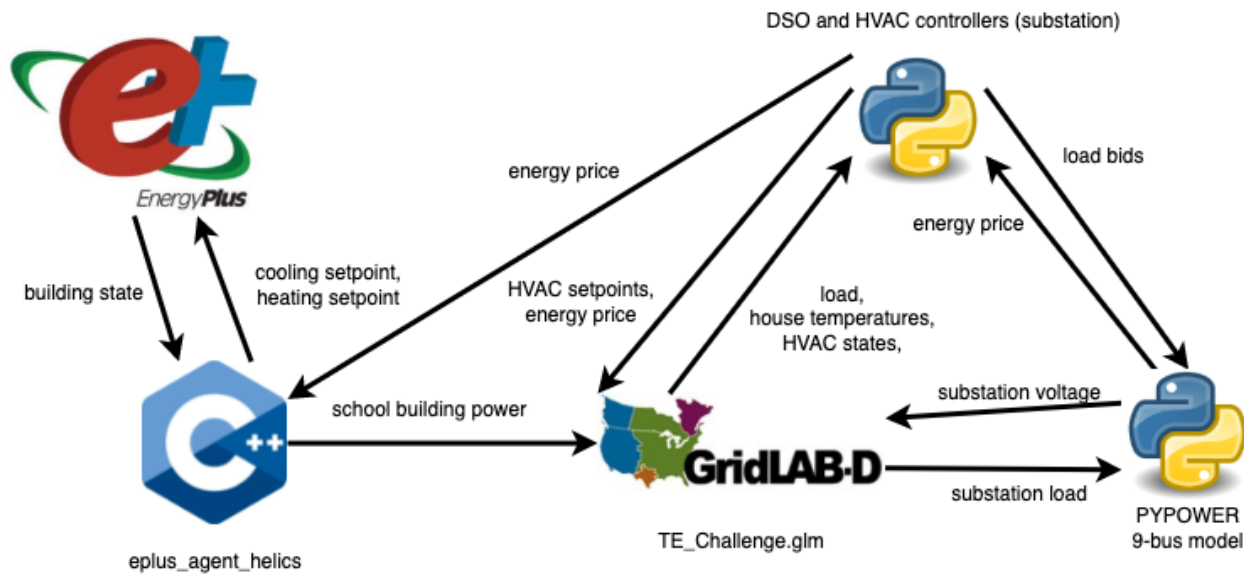 DSO and HVAC controllers (substation)
e+
EnergyPlus
energy price
load bids
energy price
building state
cooling setpoint,
heating setpoint
HVAC setpoints,
energy price
load,
house temperatures,
HVAC states,
substation voltage
school building power
C++
GridLAB-D
substation load
TE_Challenge.glm
PYPOWER
9-bus model
eplus_agent_helics